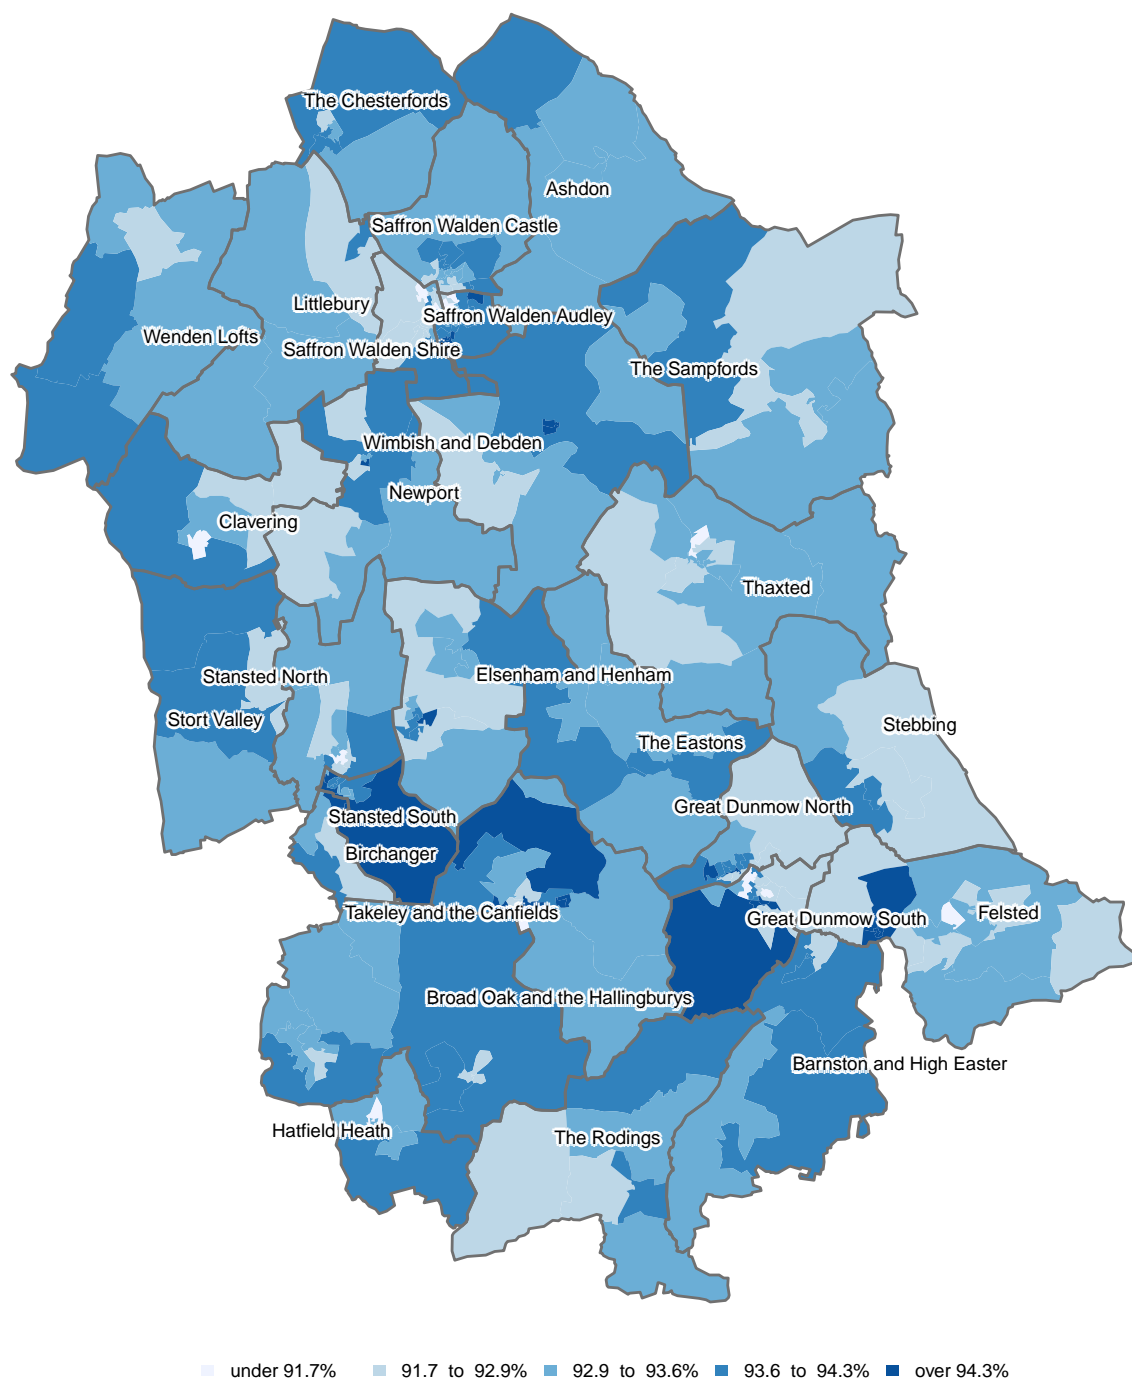 The Chesterfords
Ashdon
Saffron Walden Castle
Littlebury
Saffron Walden Audley
Wenden Lofts
Saffron Walden Shire
The Sampfords
Wimbish and Debden
Newport
Clavering
Thaxted
Stansted North
Elsenham and Henham
Stort Valley
Stebbing
The Eastons
Great Dunmow North
Stansted South
Birchanger
Takeley and the Canfields
Great Dunmow South
Felsted
Broad Oak and the Hallingburys
Barnston and High Easter
Hatfield Heath
The Rodings
under 91.7% 91.7 to 92.9% 92.9 to 93.6% 93.6 to 94.3% over 94.3%